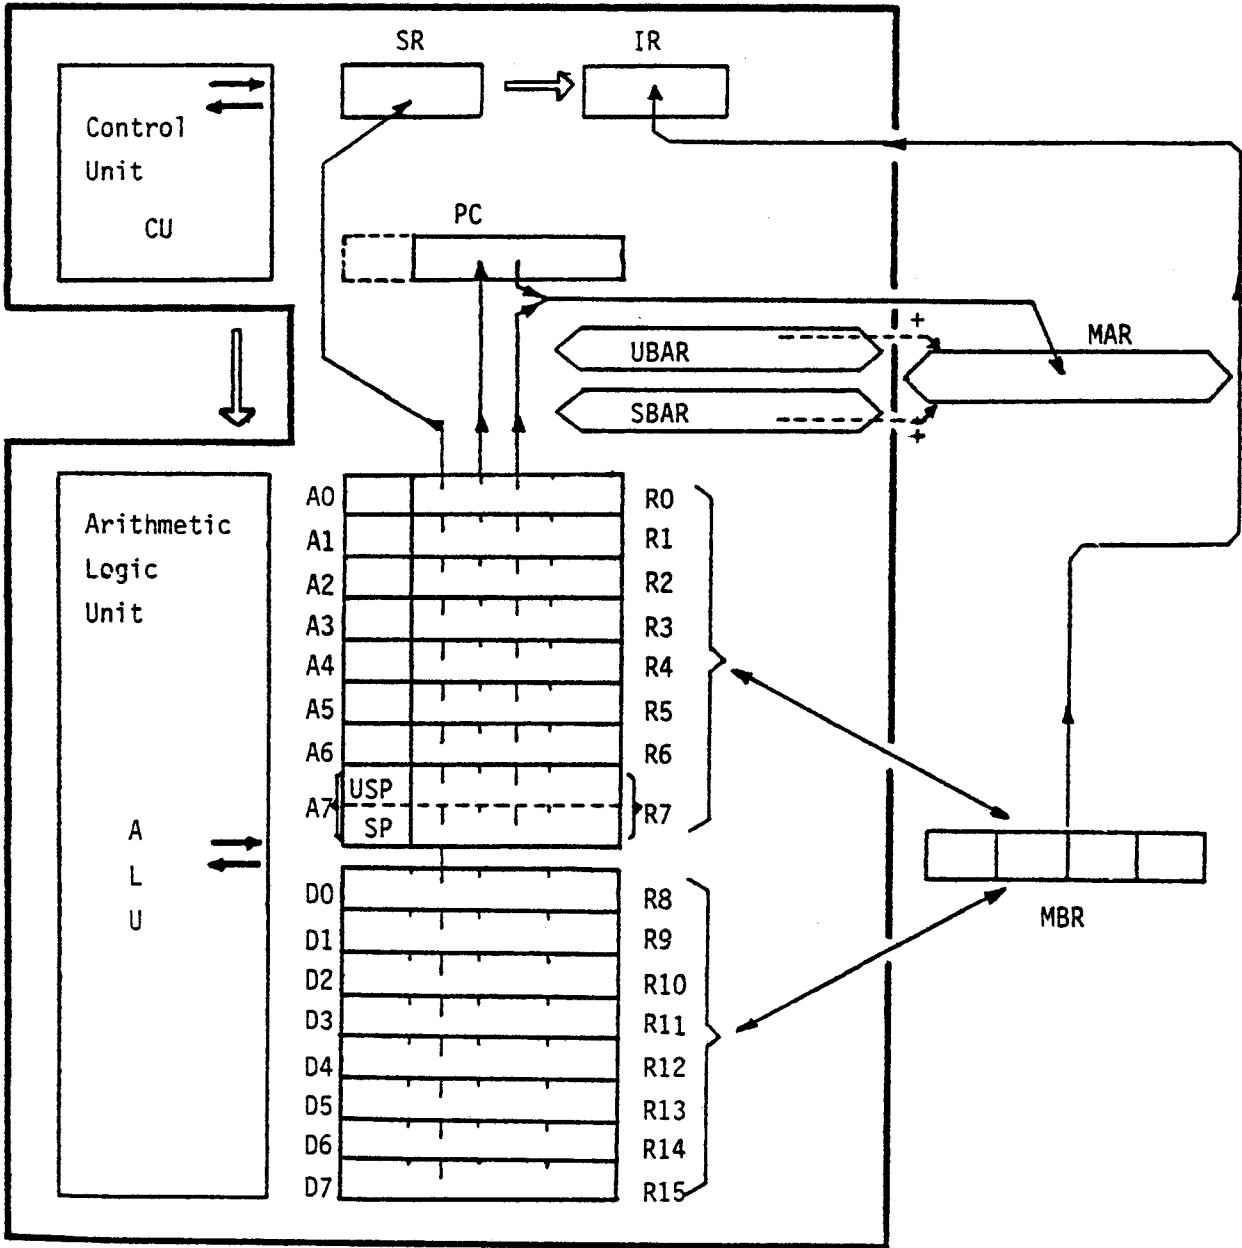 SR IR
Control
Unit
CU
PC
UBAR
+
MAR
SBAR
+
Arithmetic
Logic
Unit
A
L
U
A0 R0
A1 R1
A2 R2
A3 R3
A4 R4
A5 R5
A6 R6
USP
A7 R7
SP
D0 R8
D1 R9
D2 R10
D3 R11
D4 R12
D5 R13
D6 R14
D7 R15
MBR